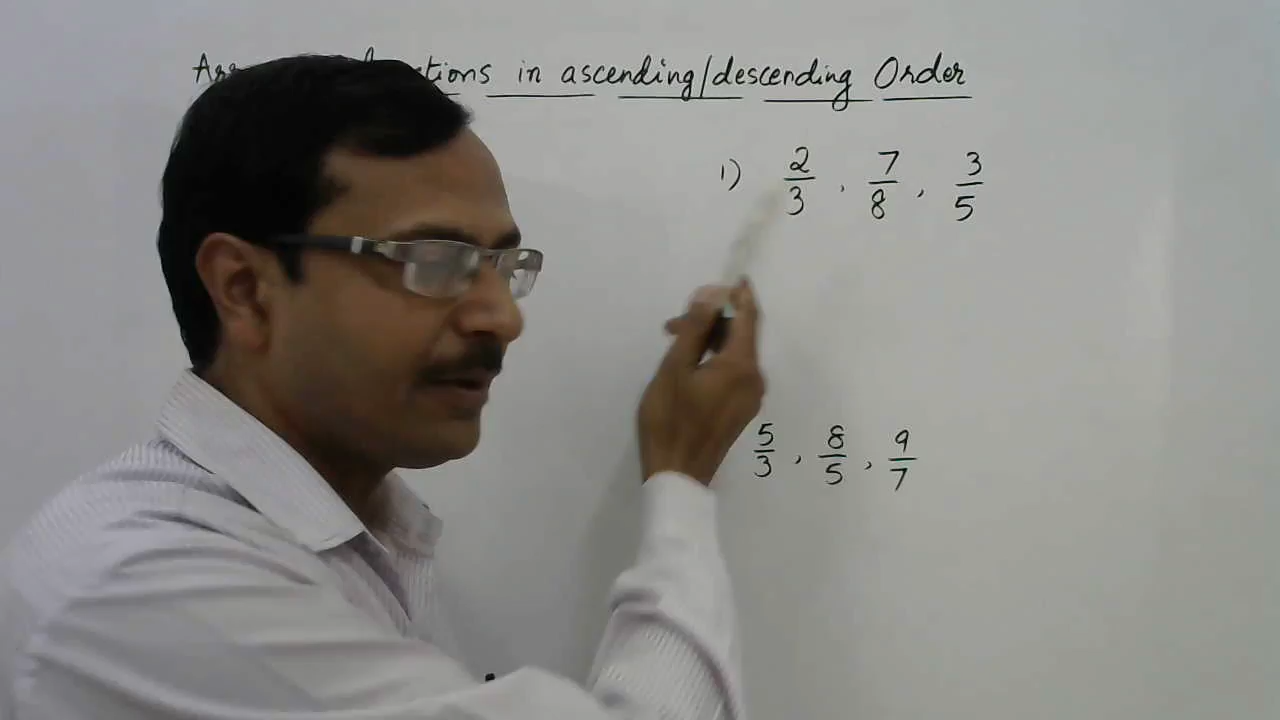 in ascending/descending Order
1) 2/3, 7/8, 3/5
5/3, 8/5, 9/7